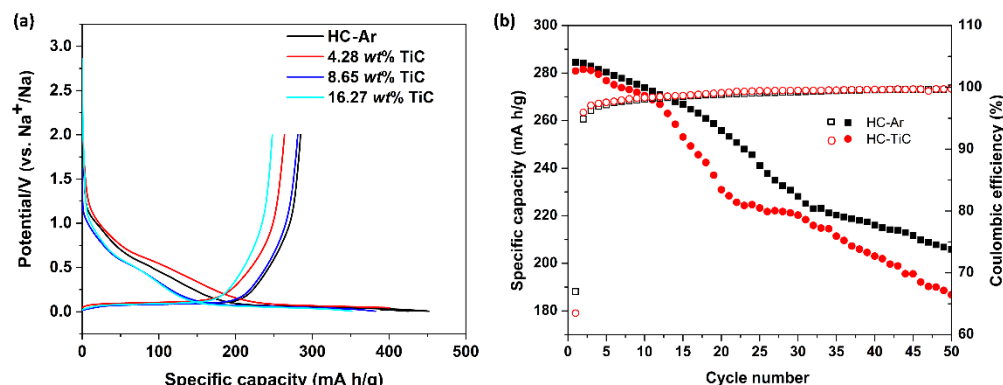 (a)
HC-Ar
4.28 wt% TiC
8.65 wt% TiC
16.27 wt% TiC
Potential/V (vs. Na+/Na)
3.0
2.5
2.0
1.5
1.0
0.5
0.0
0 100 200 300 400 500
Specific capacity (mA h/g)
(b)
Specific capacity (mA h/g)
300
280
260
240
220
200
180
HC-Ar
HC-TiC
110
100
90
80
70
60
Coulombic efficiency (%)
0 5 10 15 20 25 30 35 40 45 50
Cycle number